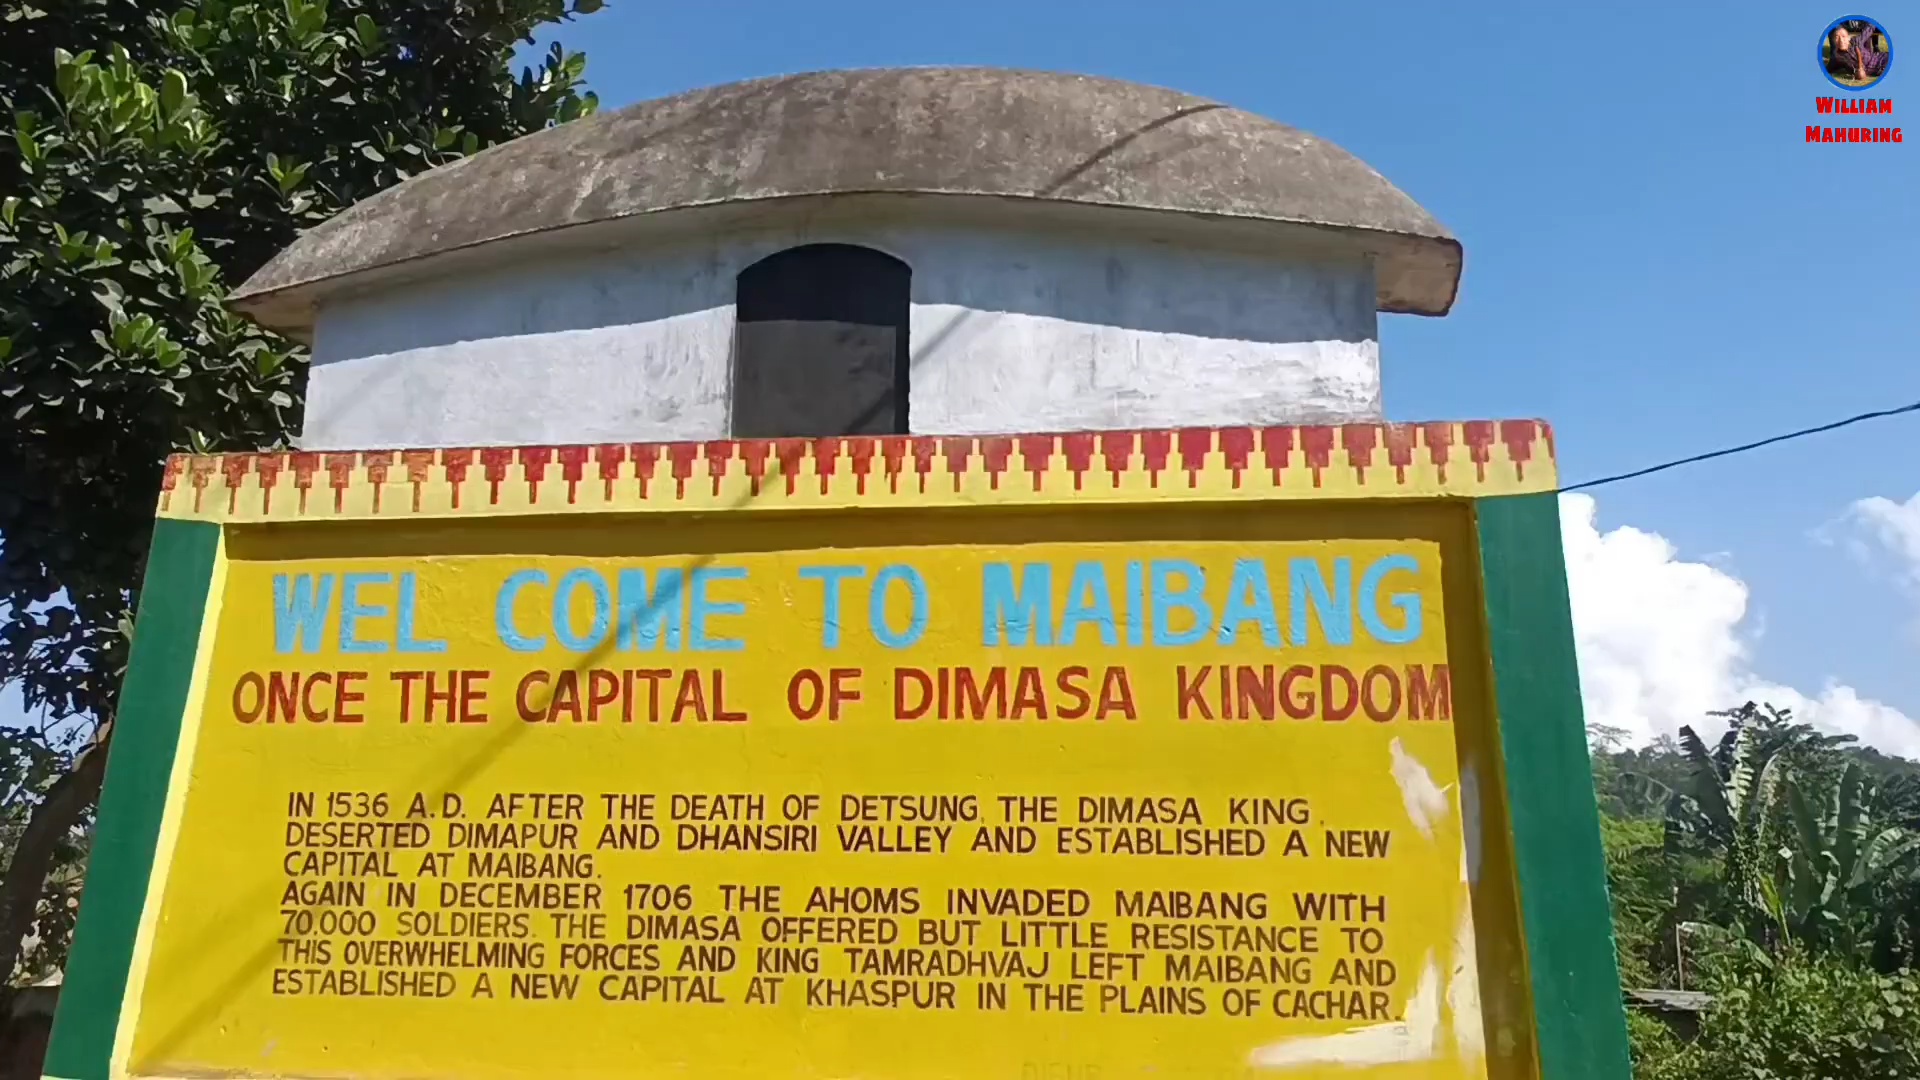 WILLIAM
MAHURING
WEL COME TO MAIBANG
ONCE THE CAPITAL OF DIMASA KINGDOM
IN 1536 A.D. AFTER THE DEATH OF DETSUNG, THE DIMASA KING,
DESERTED DIMAPUR AND DHANSIRI VALLEY AND ESTABLISHED A NEW
CAPITAL AT MAIBANG.
AGAIN IN DECEMBER 1706 THE AHOMS INVADED MAIBANG WITH
70,000 SOLDIERS. THE DIMASA OFFERED BUT LITTLE RESISTANCE TO
THIS OVERWHELMING FORCES AND KING TAMRADHVAJ LEFT MAIBANG AND
ESTABLISHED A NEW CAPITAL AT KHASPUR IN THE PLAINS OF CACHAR.